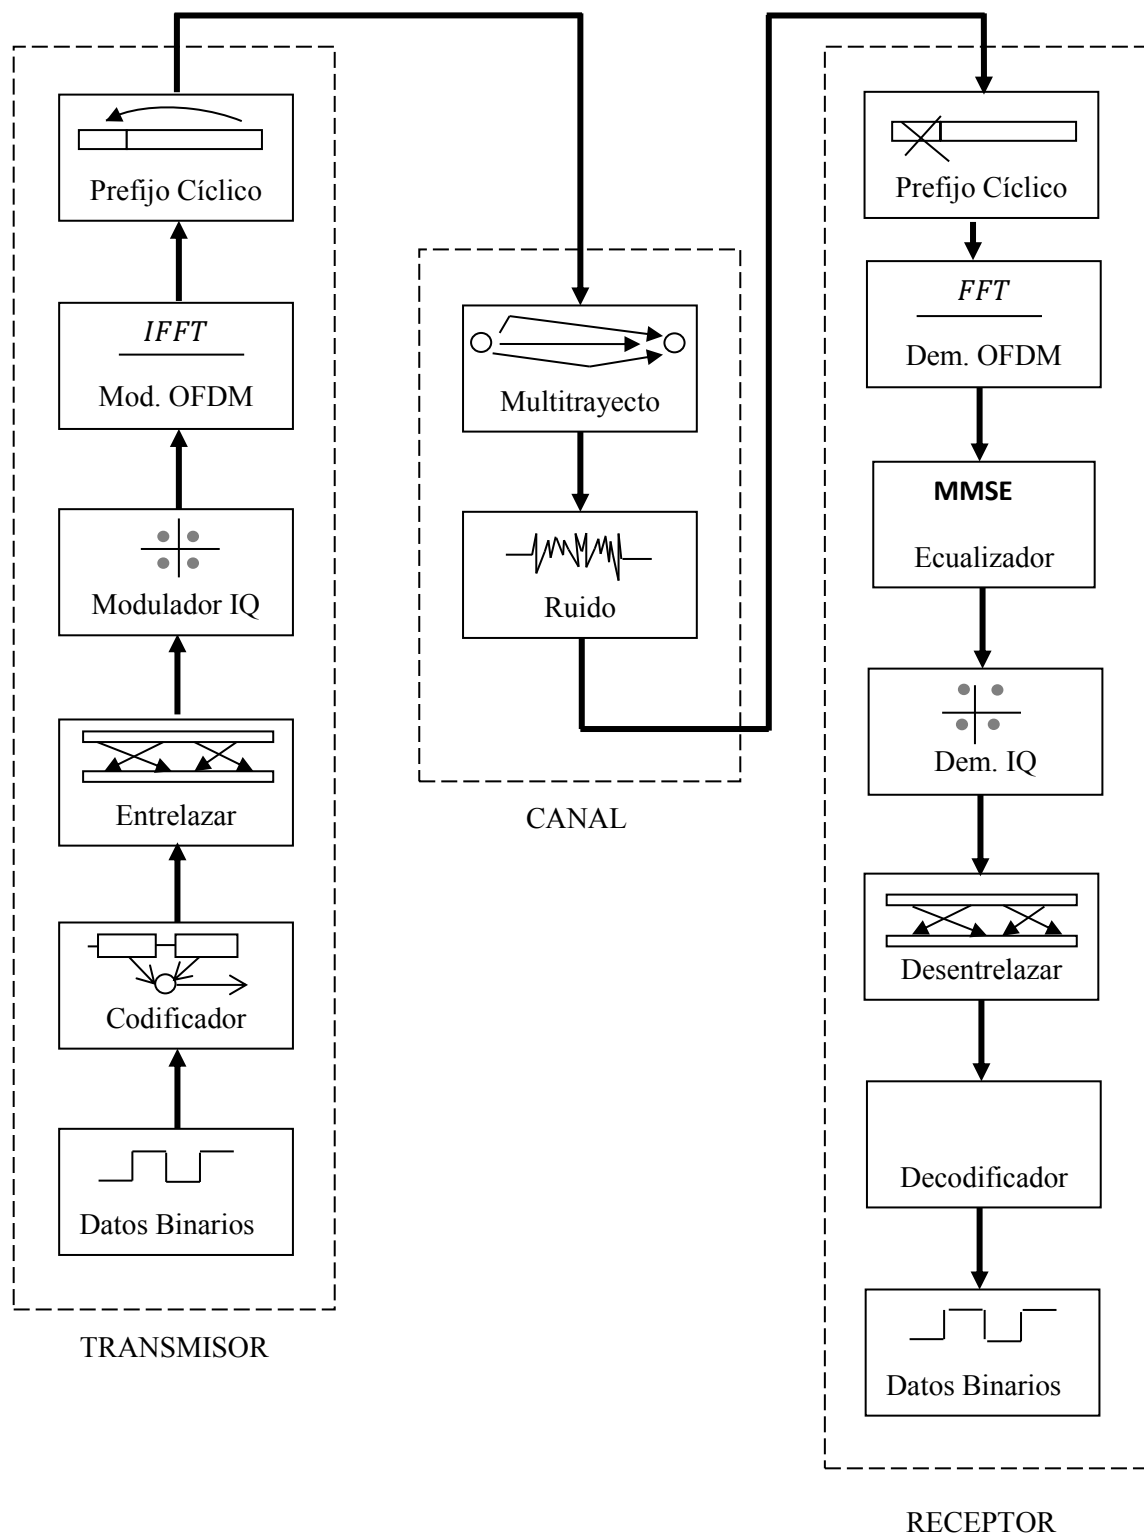 Prefijo Cíclico
IFFT
Mod. OFDM
Modulador IQ
Entrelazar
Codificador
Datos Binarios
TRANSMISOR
Multitrayecto
Ruido
CANAL
Prefijo Cíclico
FFT
Dem. OFDM
MMSE
Ecualizador
Dem. IQ
Desentrelazar
Decodificador
Datos Binarios
RECEPTOR